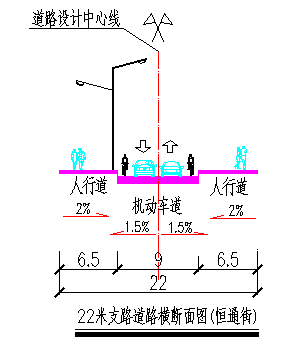 道路设计中心线
人行道 机动车道 人行道
2% 1.5% 1.5% 2%
6.5 9 6.5
22
22米支路道路横断面图(恒通街)